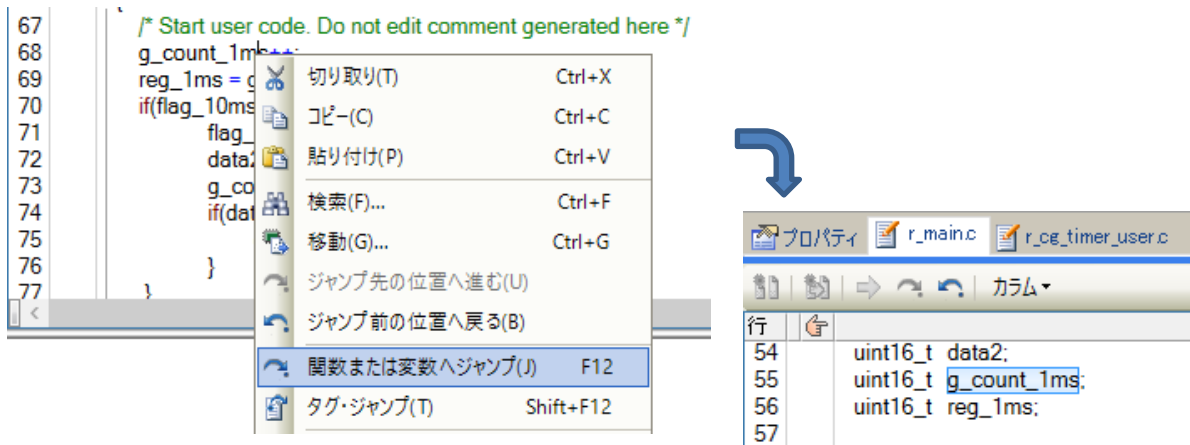 67 /* Start user code. Do not edit comment generated here */
68 g_count_1ms++;
69 reg_1ms = g
70 if(flag_10ms
71 flag_
72 data2
73 g_co
74 if(dat
75
76 }
77 }
切り取り(T) Ctrl+X
コピー(C) Ctrl+C
貼り付け(P) Ctrl+V
検索(F)... Ctrl+F
移動(G)... Ctrl+G
ジャンプ先の位置へ進む(U)
ジャンプ前の位置へ戻る(B)
関数または変数へジャンプ(J) F12
タグ・ジャンプ(T) Shift+F12
プロパティ r_main.c r_cg_timer_user.c
カラム
行
54 uint16_t data2;
55 uint16_t g_count_1ms;
56 uint16_t reg_1ms;
57